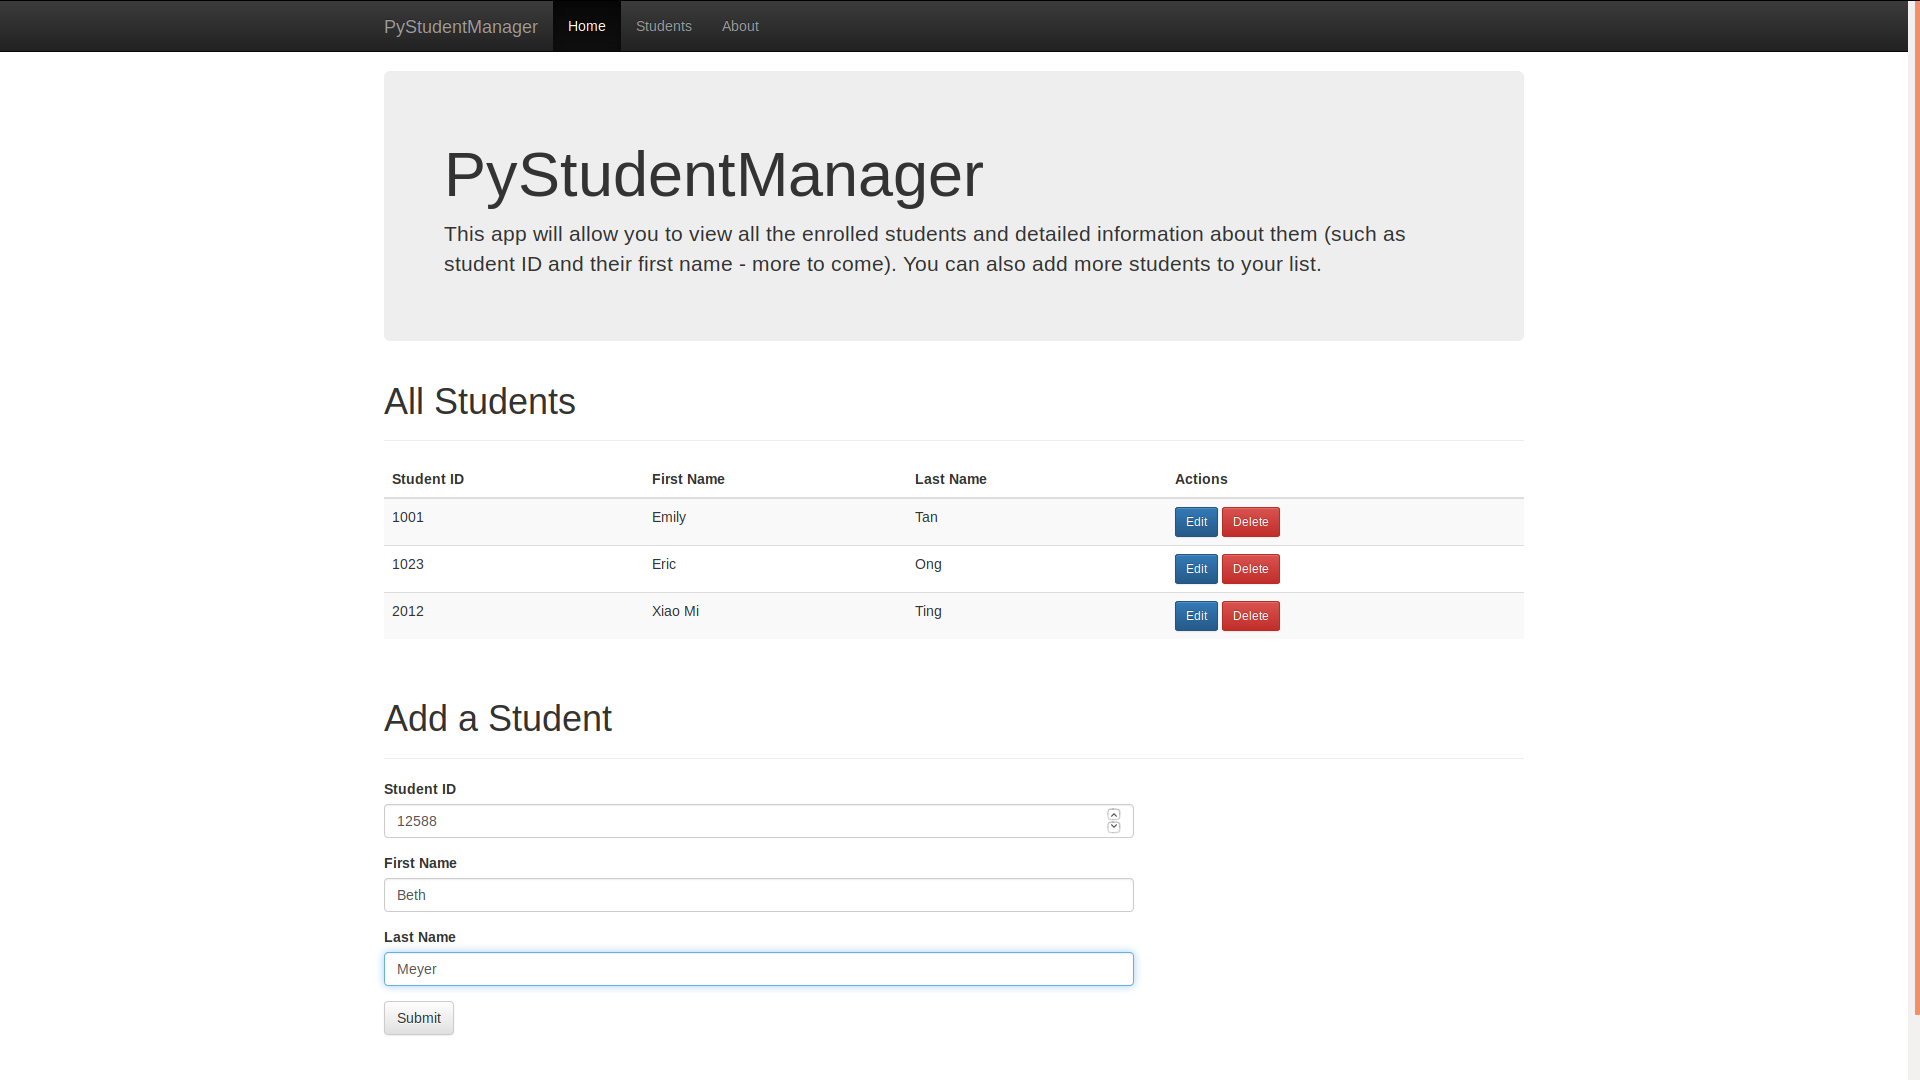 PyStudentManager Home Students About
PyStudentManager
This app will allow you to view all the enrolled students and detailed information about them (such as
student ID and their first name - more to come). You can also add more students to your list.
All Students
Student ID First Name Last Name Actions
1001 Emily Tan Edit Delete
1023 Eric Ong Edit Delete
2012 Xiao Mi Ting Edit Delete
Add a Student
Student ID
12588
First Name
Beth
Last Name
Meyer
Submit